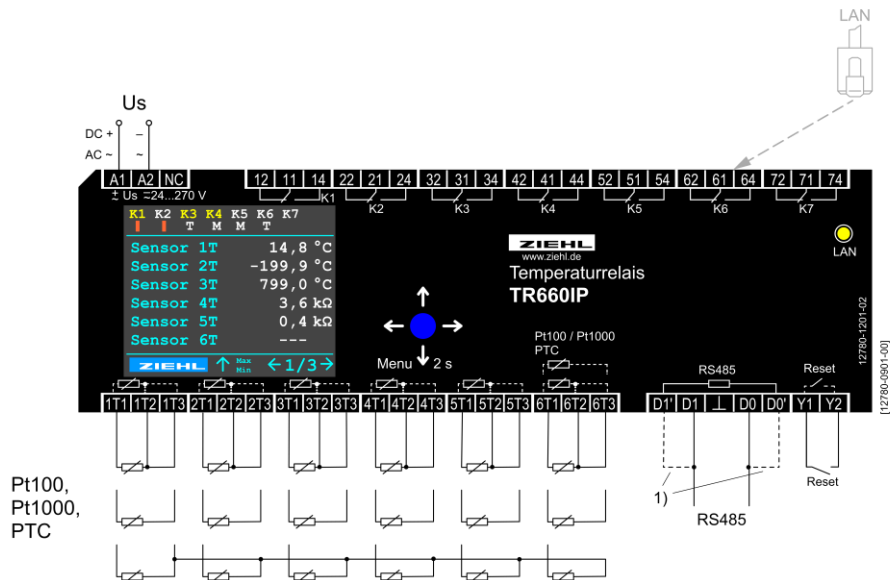 LAN
Us
DC + –
AC ~ ~
A1 A2 NC 12 11 14 22 21 24 32 31 34 42 41 44 52 51 54 62 61 64 72 71 74
± Us ≂24...270 V
K1 K2 K3 K4 K5 K6 K7
K1 K2 K3 K4 K5 K6 K7
T M M T
Sensor 1T 14,8 °C
Sensor 2T -199,9 °C
Sensor 3T 799,0 °C
Sensor 4T 3,6 kΩ
Sensor 5T 0,4 kΩ
Sensor 6T ---
ZIEHL ↑ Max Min ←1/3→
ZIEHL
www.ziehl.de
Temperaturrelais
TR660IP
LAN
Menu 2 s
Pt100 / Pt1000
PTC
RS485
Reset
12780-1201-02
[12780-0901-00]
1T1 1T2 1T3 2T1 2T2 2T3 3T1 3T2 3T3 4T1 4T2 4T3 5T1 5T2 5T3 6T1 6T2 6T3 D1' D1 ⊥ D0 D0' Y1 Y2
Pt100,
Pt1000,
PTC
1)
RS485
Reset